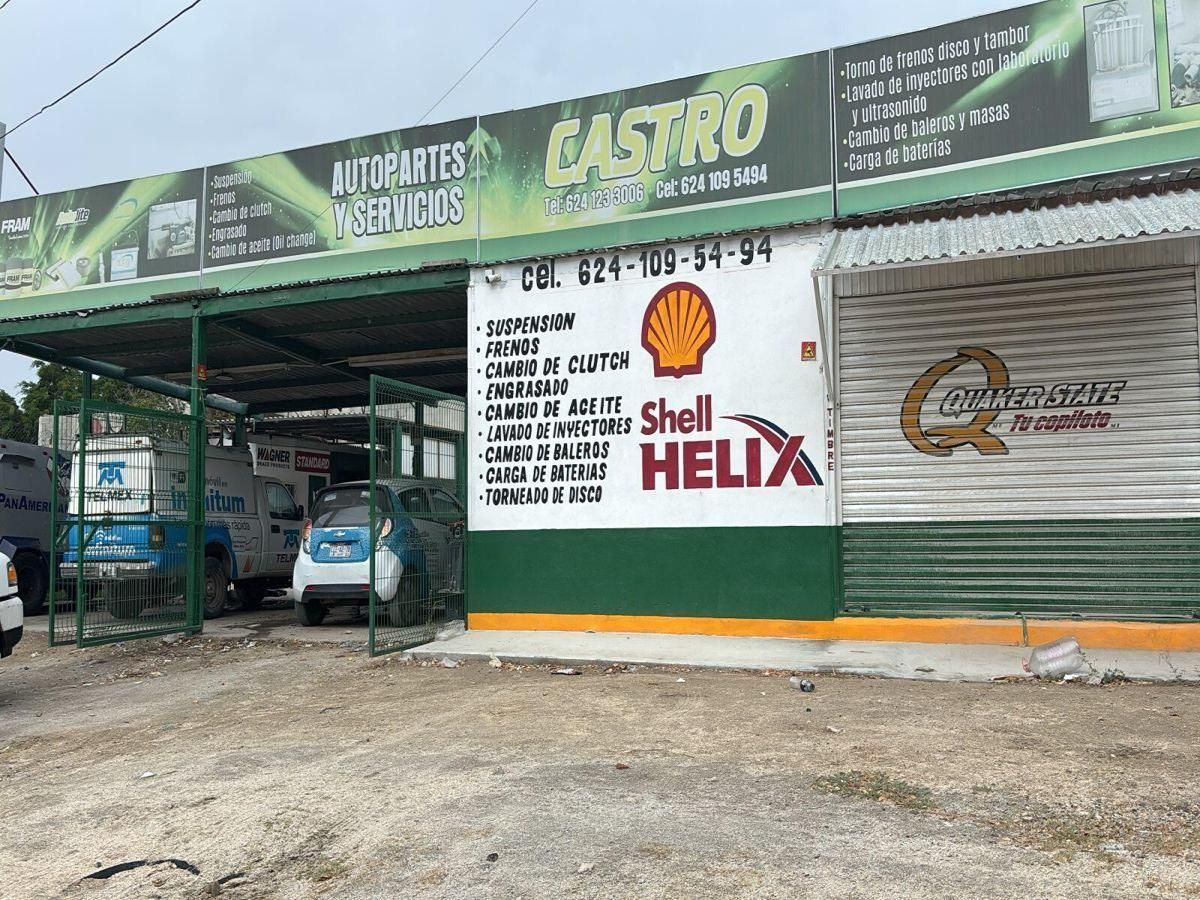 FRAM
Autolite
•Suspensión
•Frenos
•Cambio de clutch
•Engrasado
•Cambio de aceite (Oil change)
AUTOPARTES
Y SERVICIOS
CASTRO
Tel: 624 123 3006 Cel: 624 109 5494
•Torno de frenos disco y tambor
•Lavado de inyectores con laboratorio
y ultrasonido
•Cambio de baleros y masas
•Carga de baterías
cel. 624-109-54-94
• SUSPENSION
• FRENOS
• CAMBIO DE CLUTCH
• ENGRASADO
• CAMBIO DE ACEITE
• LAVADO DE INYECTORES
• CAMBIO DE BALEROS
• CARGA DE BATERIAS
• TORNEADO DE DISCO
Shell
HELIX
TIMBRE
QUAKER STATE
Tu copiloto
WAGNER
STANDARD
PANAMERI
TELMEX
TELMEX